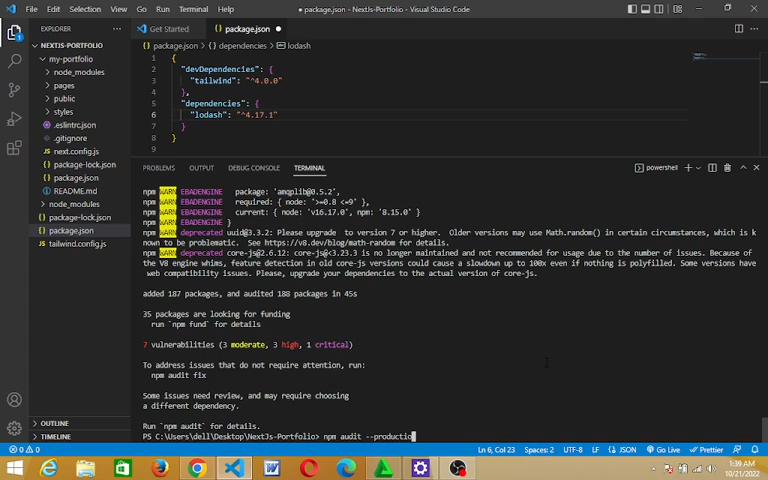 File Edit Selection View Go Run Terminal Help
● package.json - NextJs-Portfolio - Visual Studio Code
EXPLORER
NEXTJS-PORTFOLIO
my-portfolio
node_modules
pages
public
styles
.eslintrc.json
.gitignore
next.config.js
package-lock.json
package.json
README.md
node_modules
package-lock.json
package.json
tailwind.config.js
OUTLINE
TIMELINE
Get Started
package.json ●
package.json > {} dependencies > lodash
1 {
2 "devDependencies": {
3 "tailwind": "^4.0.0"
4 },
5 "dependencies": {
6 "lodash": "^4.17.1"
7 }
8 }
9
PROBLEMS OUTPUT DEBUG CONSOLE TERMINAL
powershell
npm WARN EBADENGINE   package: 'amqplib@0.5.2',
npm WARN EBADENGINE   required: { node: '>=0.8 <=9' },
npm WARN EBADENGINE   current: { node: 'v16.17.0', npm: '8.15.0' }
npm WARN EBADENGINE }
npm WARN deprecated uuid@3.3.2: Please upgrade  to version 7 or higher.  Older versions may use Math.random() in certain circumstances, which is k
nown to be problematic.  See https://v8.dev/blog/math-random for details.
npm WARN deprecated core-js@2.6.12: core-js@<3.23.3 is no longer maintained and not recommended for usage due to the number of issues. Because of
the V8 engine whims, feature detection in old core-js versions could cause a slowdown up to 100x even if nothing is polyfilled. Some versions have
web compatibility issues. Please, upgrade your dependencies to the actual version of core-js.
added 187 packages, and audited 188 packages in 45s
35 packages are looking for funding
run `npm fund` for details
7 vulnerabilities (3 moderate, 3 high, 1 critical)
To address issues that do not require attention, run:
npm audit fix
Some issues need review, and may require choosing
a different dependency.
Run `npm audit` for details.
PS C:\Users\dell\Desktop\NextJs-Portfolio> npm audit --productio
0 0
Ln 6, Col 23 Spaces: 2 UTF-8 LF {} JSON Go Live Prettier
1:39 AM
10/21/2022